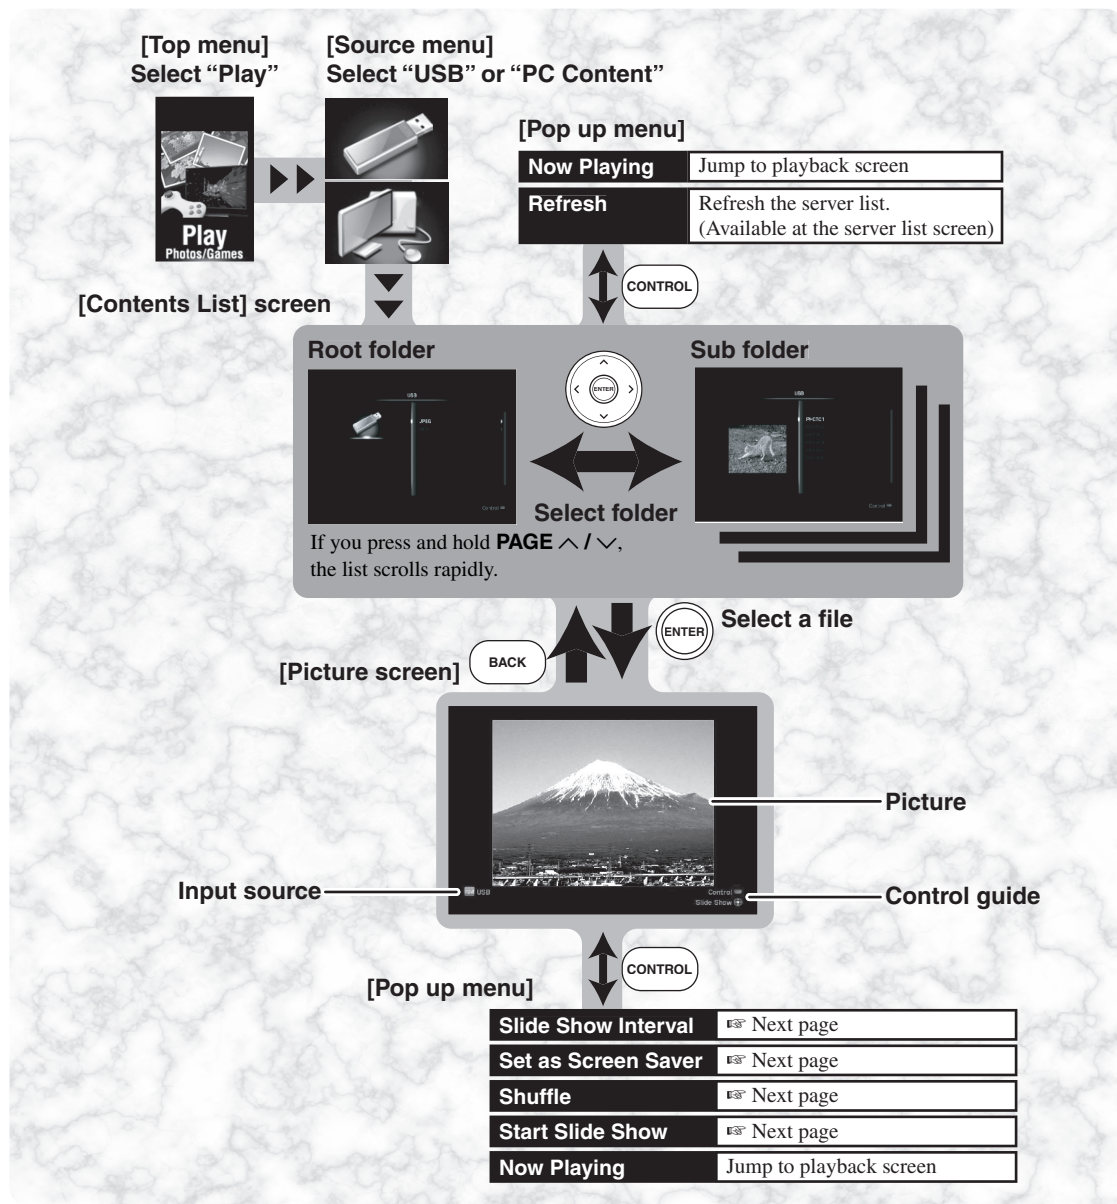 [Top menu]
Select “Play”
[Source menu]
Select “USB” or “PC Content”
Play
Photos/Games
[Pop up menu]
Now Playing
Jump to playback screen
Refresh
Refresh the server list.
(Available at the server list screen)
CONTROL
[Contents List] screen
Root folder
Sub folder
USB
JPEG
Control
ENTER
USB
PHOTO1
Control
Select folder
If you press and hold PAGE ︿ / ﹀,
the list scrolls rapidly.
ENTER
Select a file
BACK
[Picture screen]
Picture
Input source
USB
Control
Slide Show
Control guide
CONTROL
[Pop up menu]
Slide Show Interval
☞ Next page
Set as Screen Saver
☞ Next page
Shuffle
☞ Next page
Start Slide Show
☞ Next page
Now Playing
Jump to playback screen